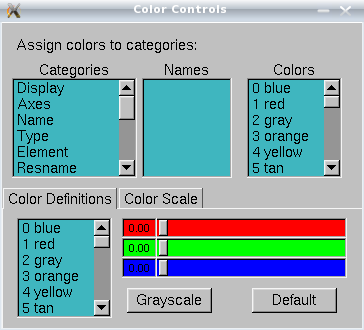 Color Controls
Assign colors to categories:
Categories
Names
Colors
Display
Axes
Name
Type
Element
Resname
0 blue
1 red
2 gray
3 orange
4 yellow
5 tan
Color Definitions
Color Scale
0 blue
1 red
2 gray
3 orange
4 yellow
5 tan
0.00
0.00
0.00
Grayscale
Default